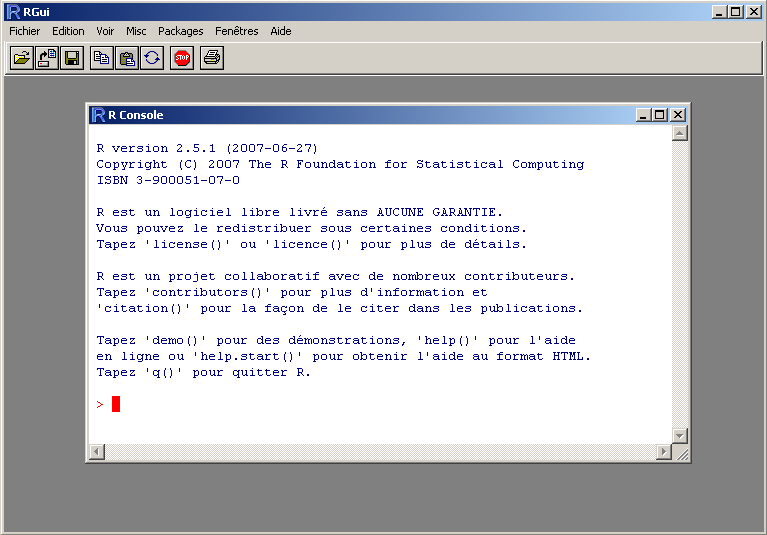 RGui
Fichier Edition Voir Misc Packages Fenêtres Aide
STOP
R Console
R version 2.5.1 (2007-06-27)
Copyright (C) 2007 The R Foundation for Statistical Computing
ISBN 3-900051-07-0
R est un logiciel libre livré sans AUCUNE GARANTIE.
Vous pouvez le redistribuer sous certaines conditions.
Tapez 'license()' ou 'licence()' pour plus de détails.
R est un projet collaboratif avec de nombreux contributeurs.
Tapez 'contributors()' pour plus d'information et
'citation()' pour la façon de le citer dans les publications.
Tapez 'demo()' pour des démonstrations, 'help()' pour l'aide
en ligne ou 'help.start()' pour obtenir l'aide au format HTML.
Tapez 'q()' pour quitter R.
>